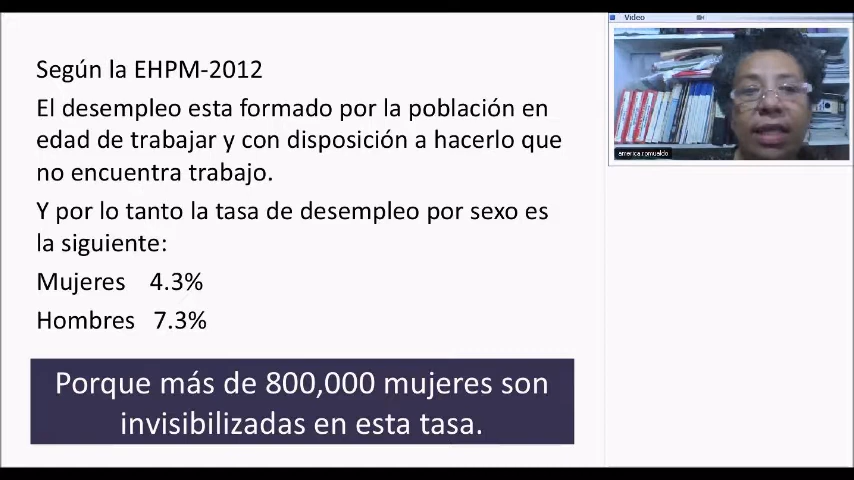 Según la EHPM-2012
El desempleo esta formado por la población en
edad de trabajar y con disposición a hacerlo que
no encuentra trabajo.
Y por lo tanto la tasa de desempleo por sexo es
la siguiente:
Mujeres 4.3%
Hombres 7.3%
Porque más de 800,000 mujeres son
invisibilizadas en esta tasa.
Video
america romualdo